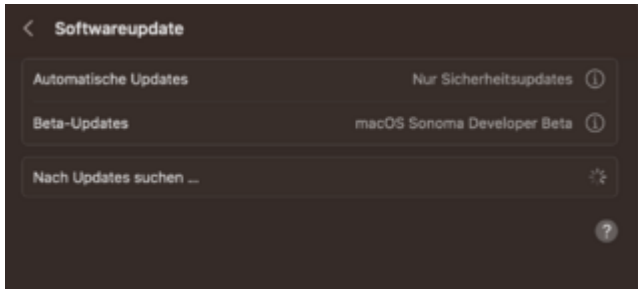 Softwareupdate
Automatische Updates Nur Sicherheitsupdates
Beta-Updates macOS Sonoma Developer Beta
Nach Updates suchen ...
?